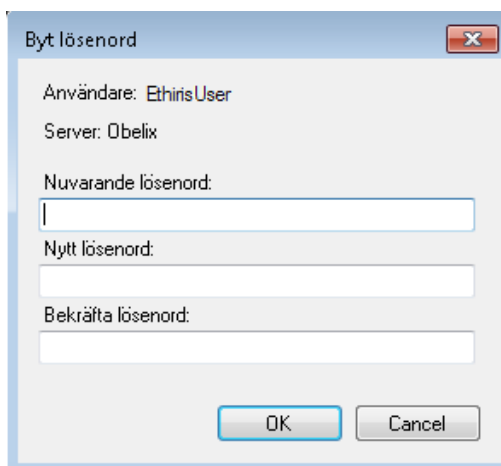 Byt lösenord
Användare: EthirisUser
Server: Obelix
Nuvarande lösenord:
Nytt lösenord:
Bekräfta lösenord:
OK Cancel